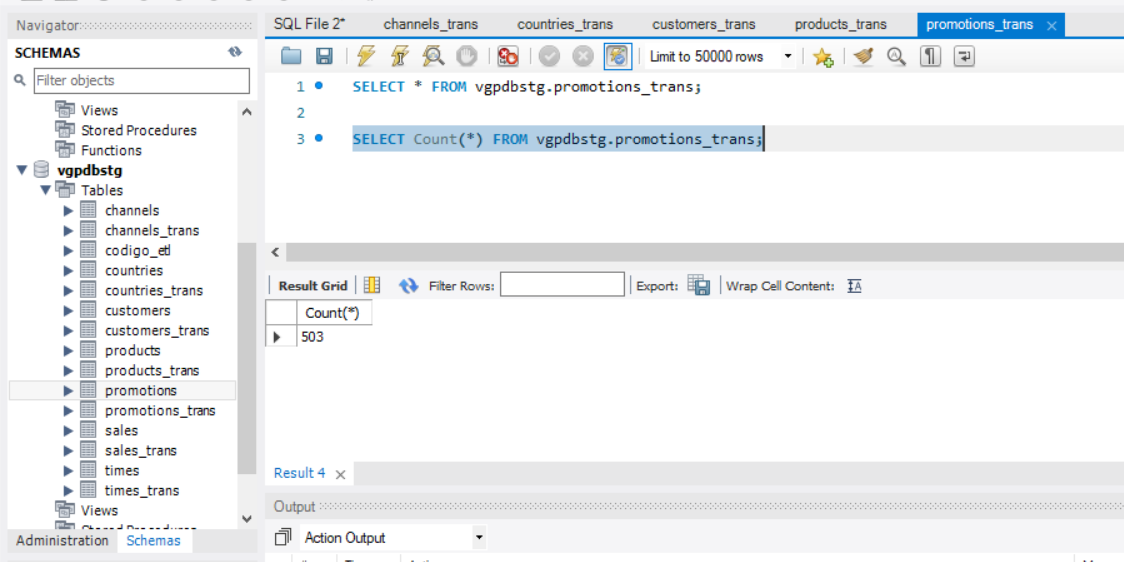 Navigator
SQL File 2*
channels_trans
countries_trans
customers_trans
products_trans
promotions_trans
SCHEMAS
Limit to 50000 rows
Filter objects
1
SELECT * FROM vgpdbstg.promotions_trans;
2
3
SELECT Count(*) FROM vgpdbstg.promotions_trans;
Views
Stored Procedures
Functions
vgpdbstg
Tables
channels
channels_trans
codigo_etl
countries
countries_trans
customers
customers_trans
products
products_trans
promotions
promotions_trans
sales
sales_trans
times
times_trans
Views
Stored Procedures
Administration
Schemas
Result Grid
Filter Rows:
Export:
Wrap Cell Content:
Count(*)
503
Result 4
Output
Action Output